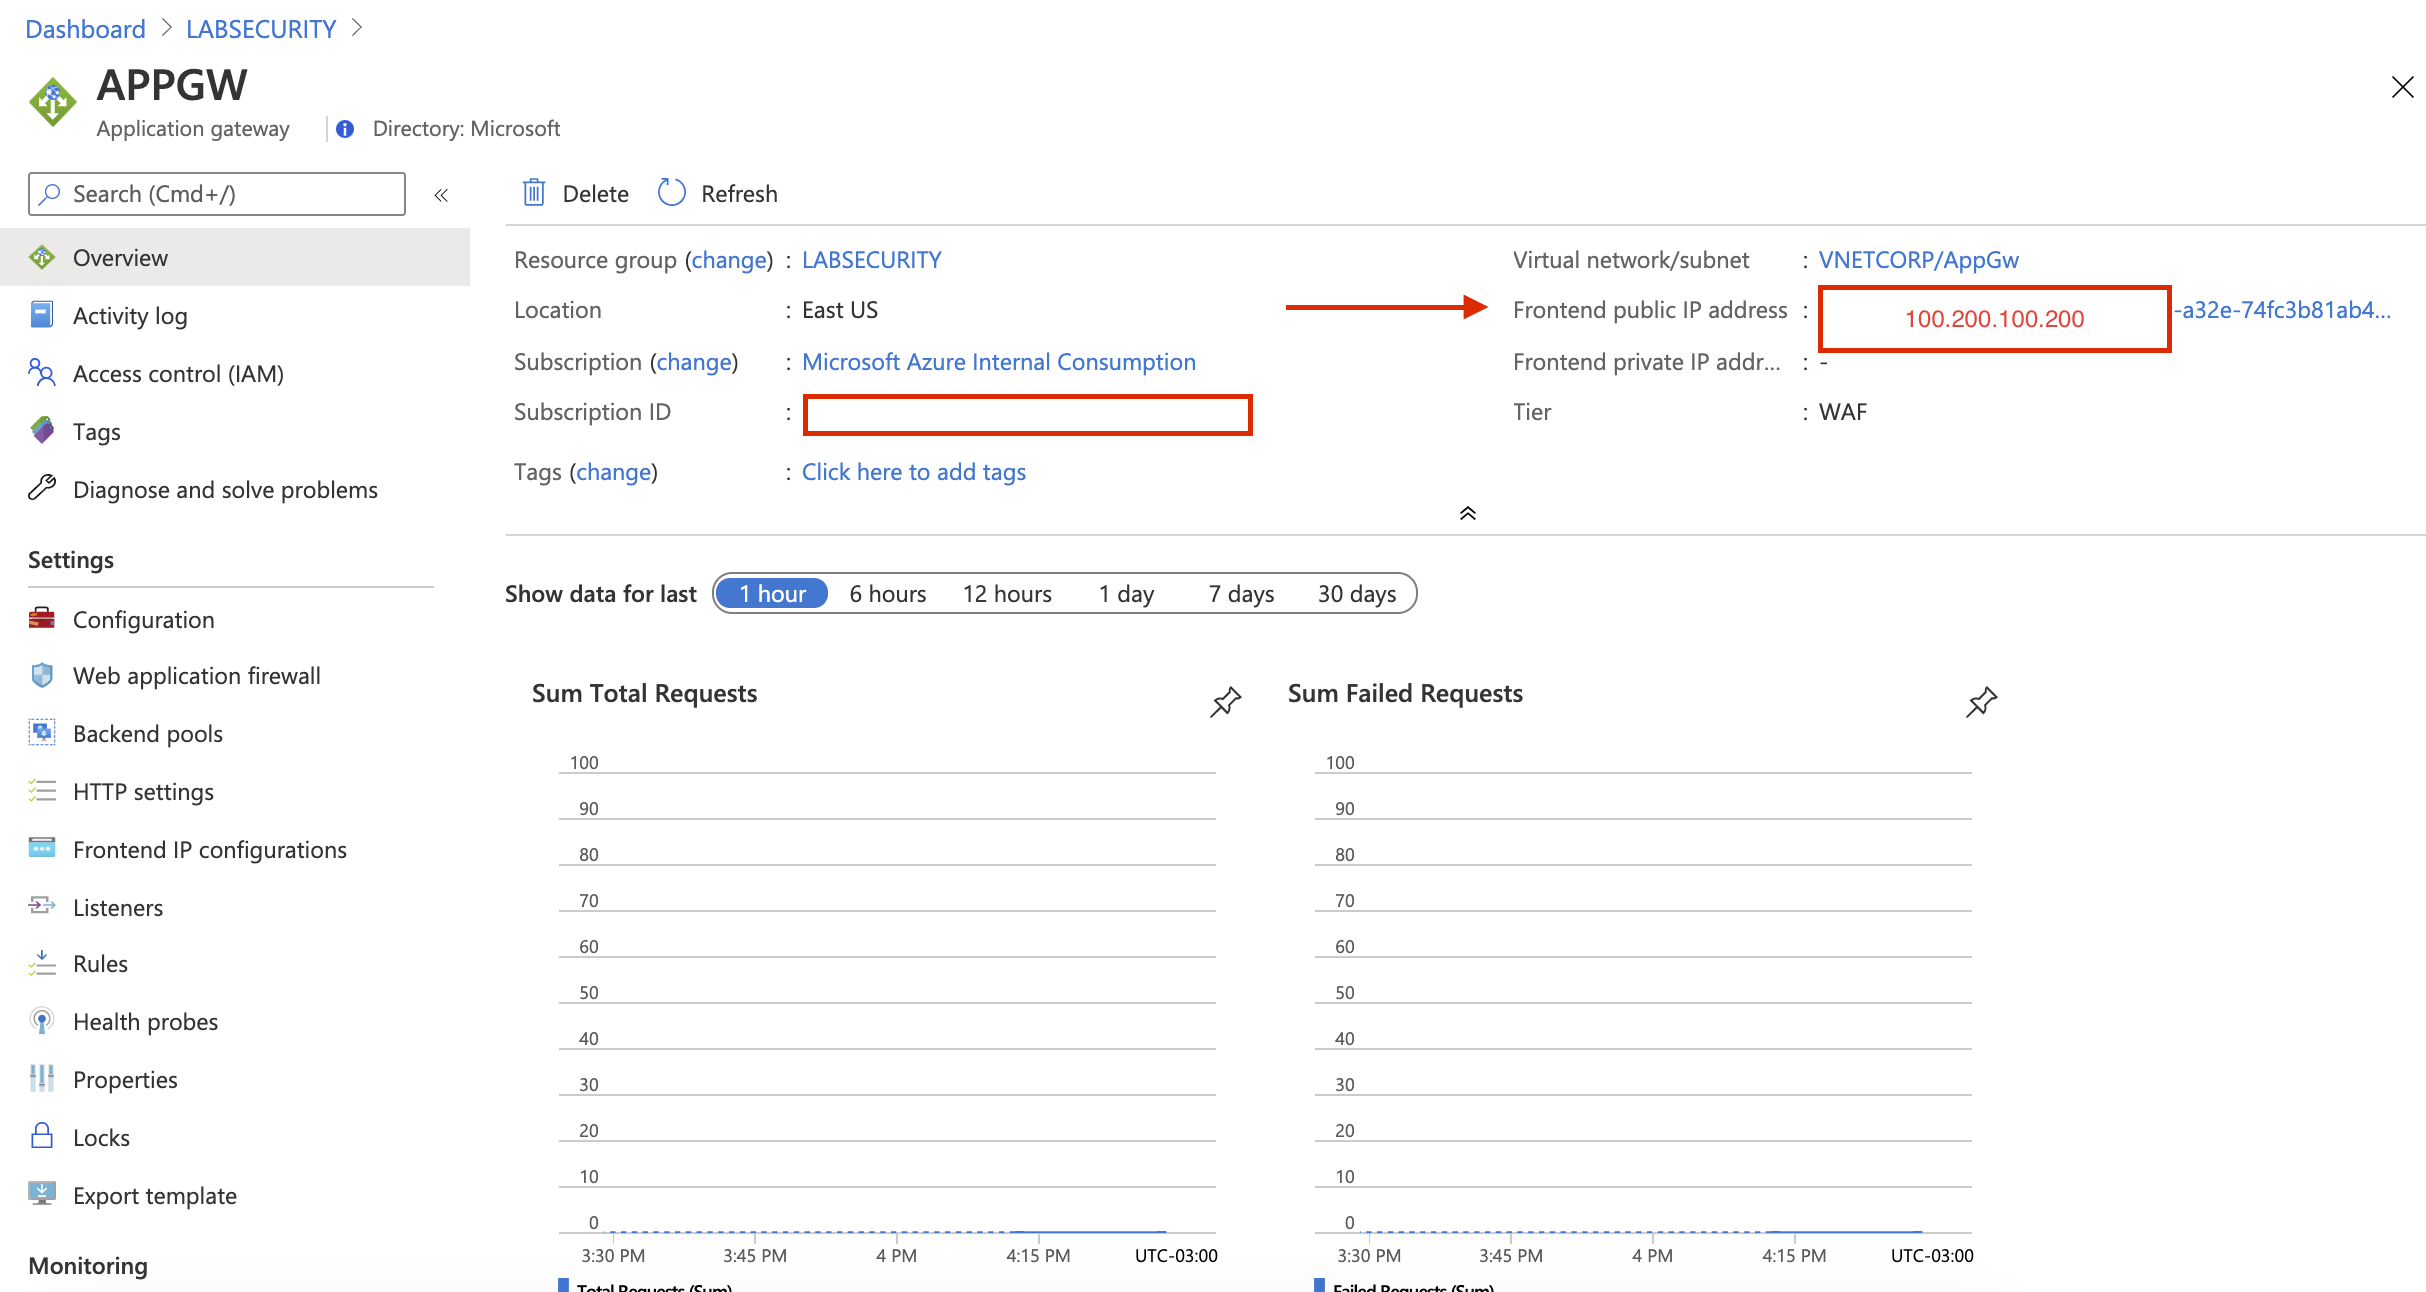 Dashboard > LABSECURITY >
APPGW
Application gateway
Directory: Microsoft
Search (Cmd+/)
«
Overview
Activity log
Access control (IAM)
Tags
Diagnose and solve problems
Settings
Configuration
Web application firewall
Backend pools
HTTP settings
Frontend IP configurations
Listeners
Rules
Health probes
Properties
Locks
Export template
Monitoring
Delete
Refresh
Resource group (change) : LABSECURITY
Location : East US
Subscription (change) : Microsoft Azure Internal Consumption
Subscription ID :
Tags (change) : Click here to add tags
Virtual network/subnet : VNETCORP/AppGw
Frontend public IP address : 100.200.100.200 -a32e-74fc3b81ab4...
Frontend private IP addr... : -
Tier : WAF
Show data for last 1 hour 6 hours 12 hours 1 day 7 days 30 days
Sum Total Requests
100
90
80
70
60
50
40
30
20
10
0
3:30 PM 3:45 PM 4 PM 4:15 PM UTC-03:00
Total Requests (Sum)
Sum Failed Requests
100
90
80
70
60
50
40
30
20
10
0
3:30 PM 3:45 PM 4 PM 4:15 PM UTC-03:00
Failed Requests (Sum)